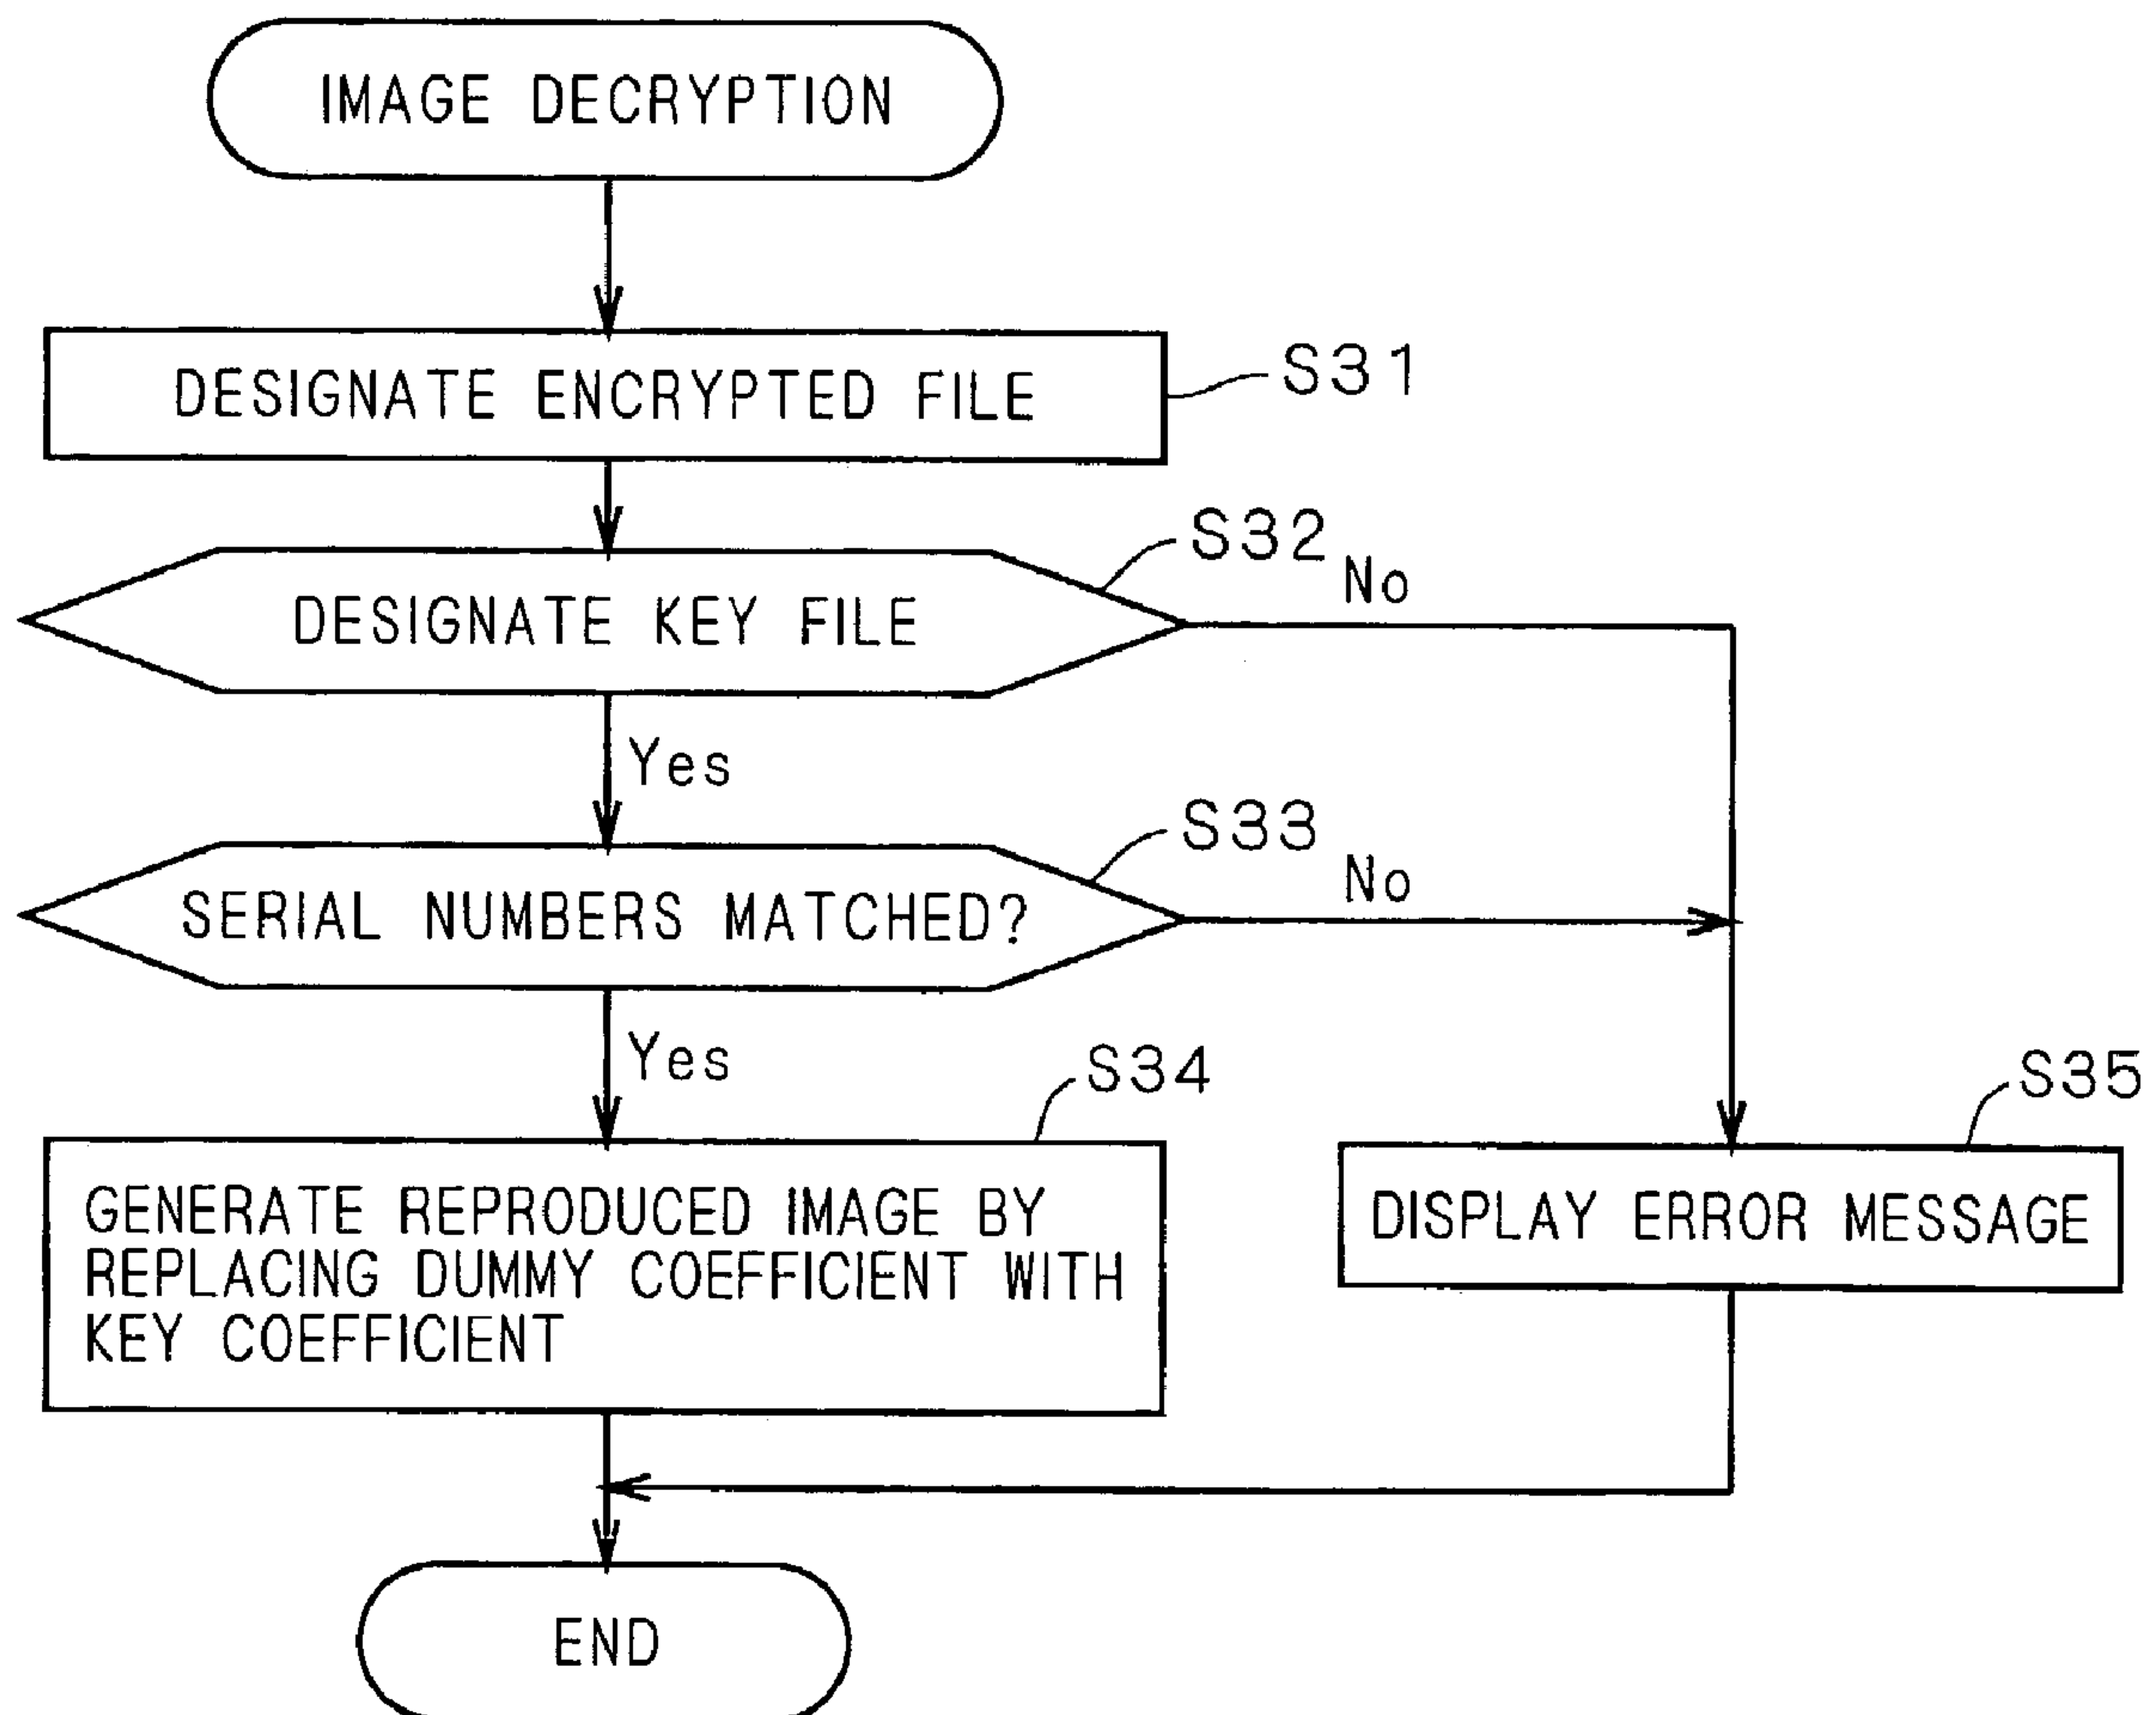 IMAGE DECRYPTION
DESIGNATE ENCRYPTED FILE
S31
S32
No
DESIGNATE KEY FILE
Yes
S33
No
SERIAL NUMBERS MATCHED?
Yes
S34
S35
GENERATE REPRODUCED IMAGE BY
REPLACING DUMMY COEFFICIENT WITH
KEY COEFFICIENT
DISPLAY ERROR MESSAGE
END